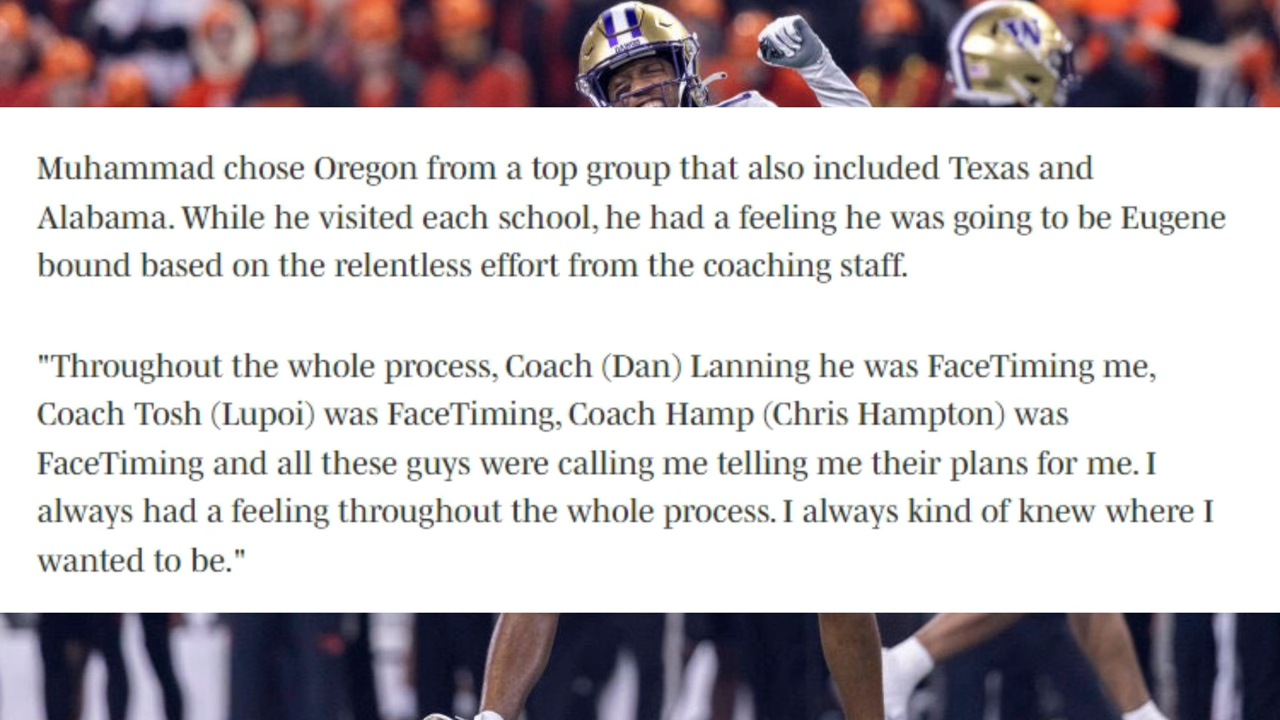 W
Muhammad chose Oregon from a top group that also included Texas and
Alabama. While he visited each school, he had a feeling he was going to be Eugene
bound based on the relentless effort from the coaching staff.
"Throughout the whole process, Coach (Dan) Lanning he was FaceTiming me,
Coach Tosh (Lupoi) was FaceTiming, Coach Hamp (Chris Hampton) was
FaceTiming and all these guys were calling me telling me their plans for me. I
always had a feeling throughout the whole process. I always kind of knew where I
wanted to be."